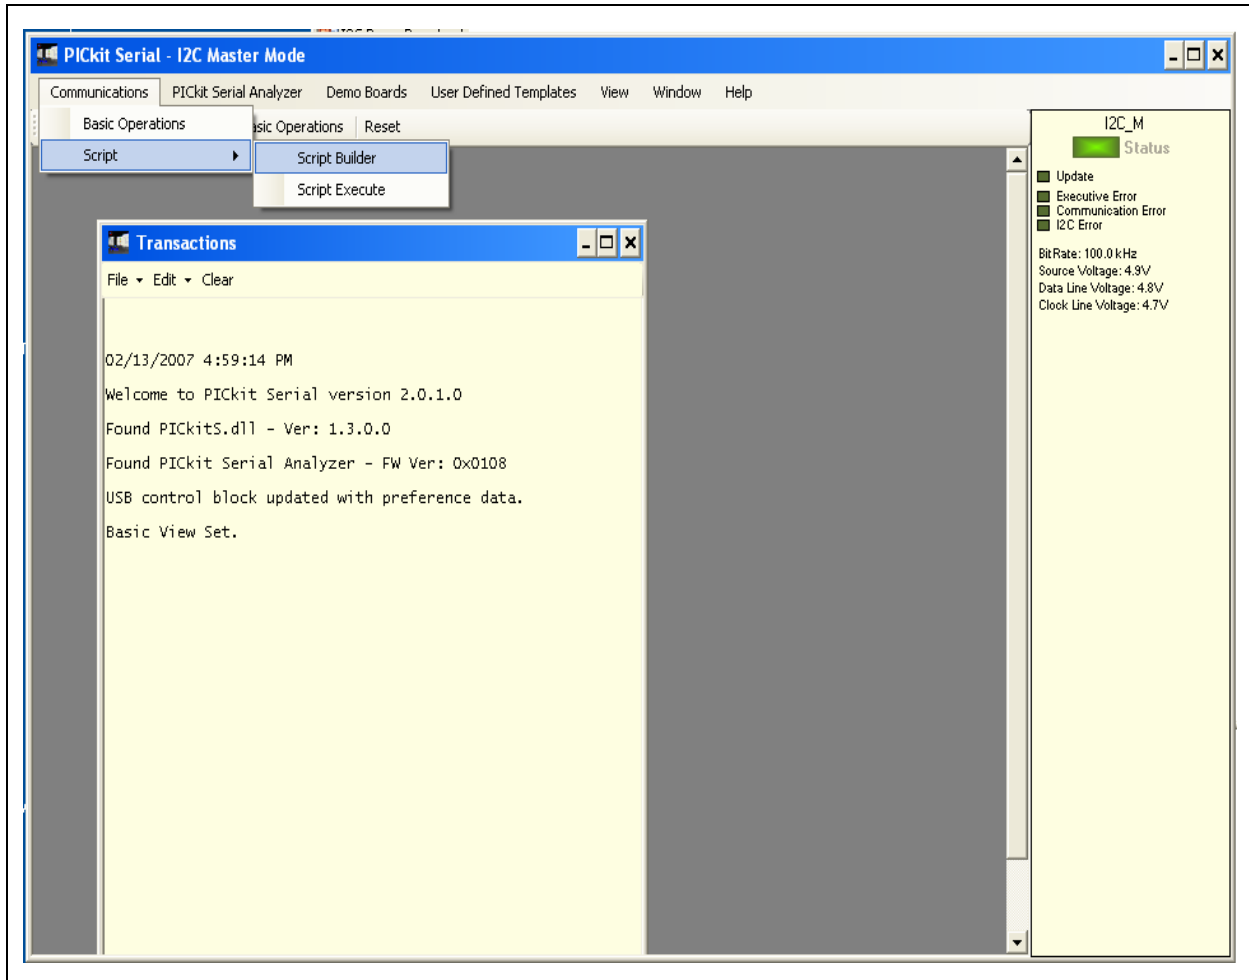 PICkit Serial - I2C Master Mode
Communications PICkit Serial Analyzer Demo Boards User Defined Templates View Window Help
Basic Operations
asic Operations Reset
Script
Script Builder
Script Execute
Transactions
File Edit Clear
02/13/2007 4:59:14 PM
Welcome to PICkit Serial version 2.0.1.0
Found PICkitS.dll - Ver: 1.3.0.0
Found PICkit Serial Analyzer - FW Ver: 0x0108
USB control block updated with preference data.
Basic View Set.
I2C_M
Status
Update
Executive Error
Communication Error
I2C Error
BitRate: 100.0 kHz
Source Voltage: 4.9V
Data Line Voltage: 4.8V
Clock Line Voltage: 4.7V